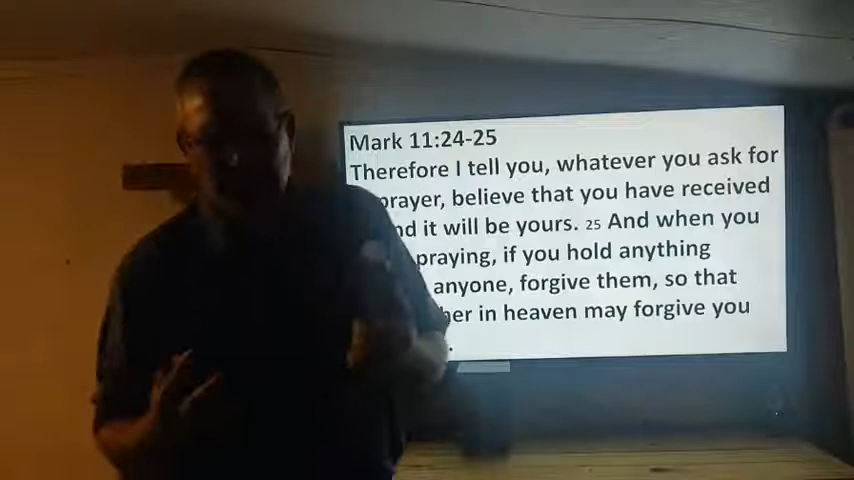 Mark 11:24-25
Therefore I tell you, whatever you ask for
prayer, believe that you have received
nd it will be yours. 25 And when you
praying, if you hold anything
anyone, forgive them, so that
her in heaven may forgive you
.